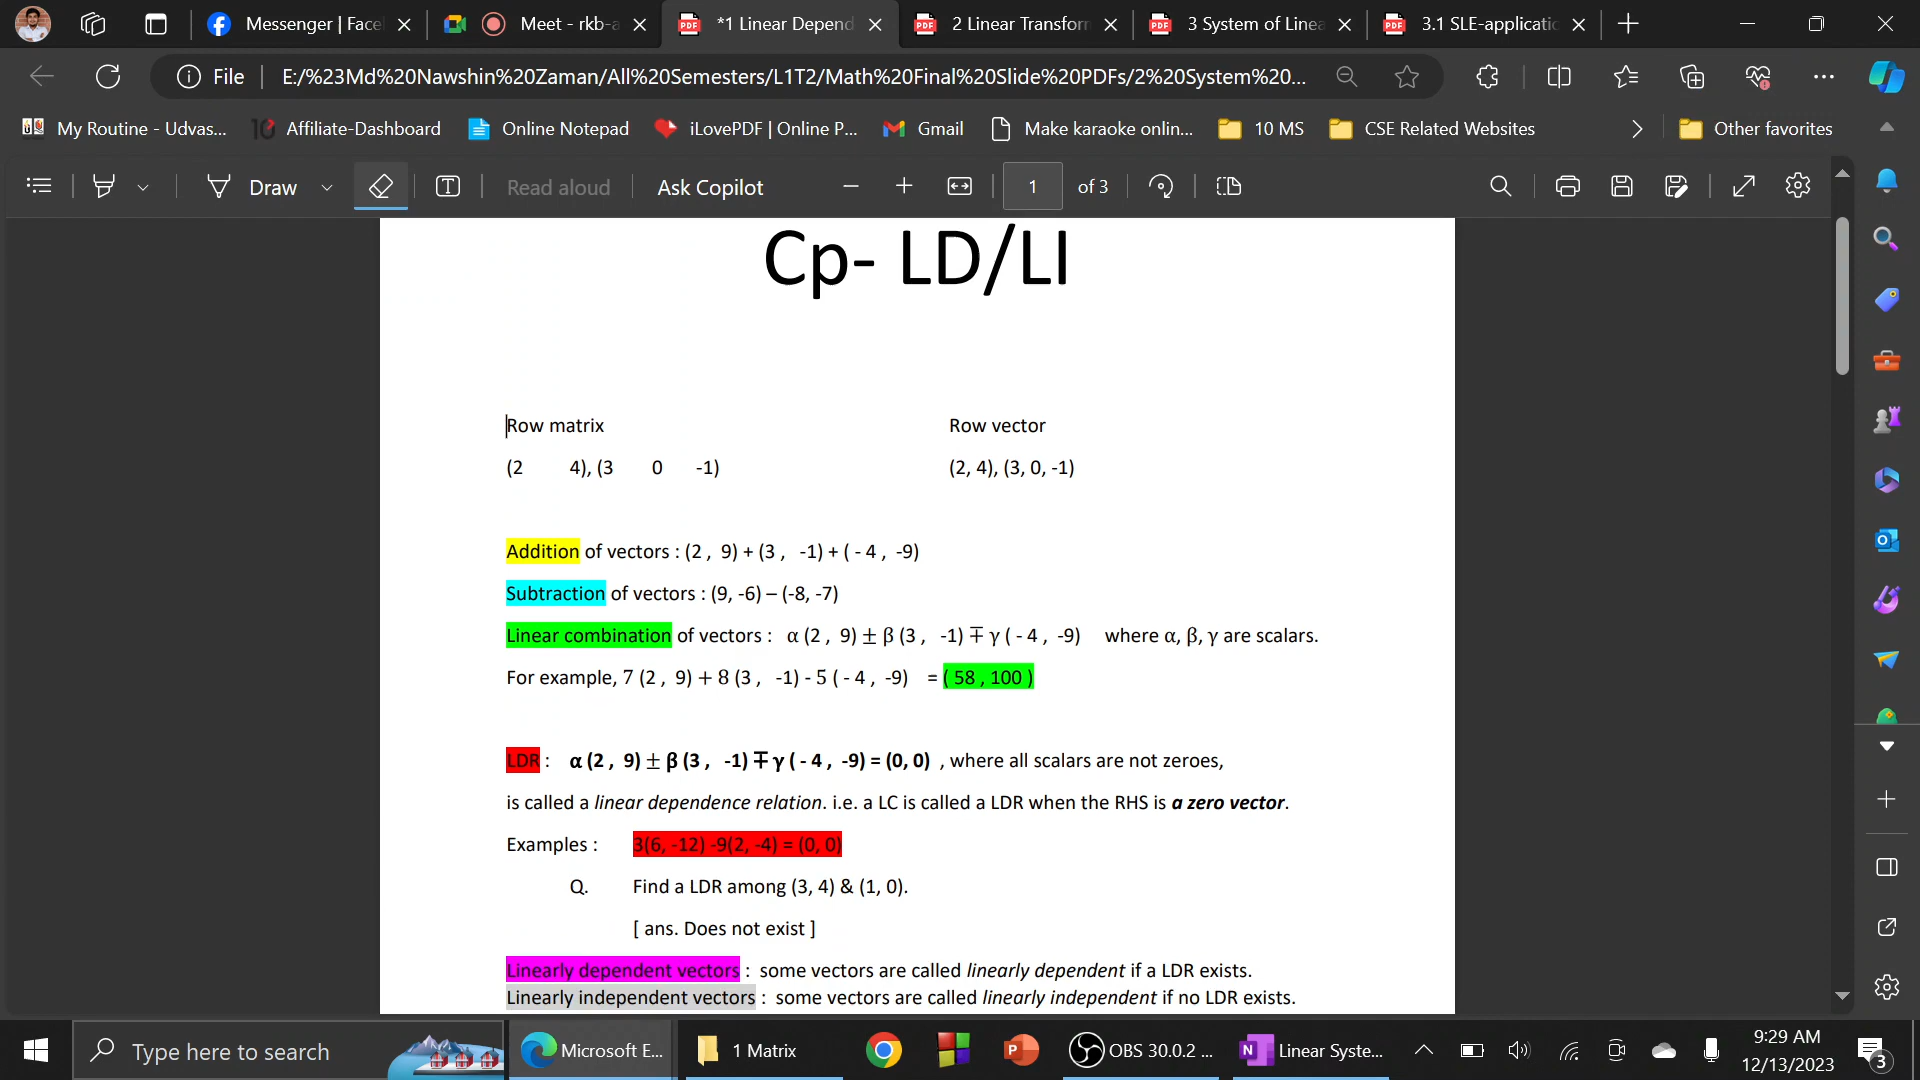 Messenger | Face
Meet - rkb-a
*1 Linear Depend
2 Linear Transform
3 System of Linea
3.1 SLE-applicatio
File
E:/%23Md%20Nawshin%20Zaman/All%20Semesters/L1T2/Math%20Final%20Slide%20PDFs/2%20System%20...
My Routine - Udvas...
Affiliate-Dashboard
Online Notepad
iLovePDF | Online P...
Gmail
Make karaoke onlin...
10 MS
CSE Related Websites
Other favorites
Draw
Read aloud
Ask Copilot
1 of 3
Cp- LD/LI
Row matrix
Row vector
(2 4), (3 0 -1)
(2, 4), (3, 0, -1)
Addition of vectors : (2 , 9) + (3 , -1) + ( - 4 , -9)
Subtraction of vectors : (9, -6) – (-8, -7)
Linear combination of vectors : α (2 , 9) ± β (3 , -1) ∓ γ ( - 4 , -9) where α, β, γ are scalars.
For example, 7 (2 , 9) + 8 (3 , -1) - 5 ( - 4 , -9) = ( 58 , 100 )
LDR : α (2 , 9) ± β (3 , -1) ∓ γ ( - 4 , -9) = (0, 0) , where all scalars are not zeroes,
is called a linear dependence relation. i.e. a LC is called a LDR when the RHS is a zero vector.
Examples : 3(6, -12) -9(2, -4) = (0, 0)
Q. Find a LDR among (3, 4) & (1, 0).
[ ans. Does not exist ]
Linearly dependent vectors : some vectors are called linearly dependent if a LDR exists.
Linearly independent vectors : some vectors are called linearly independent if no LDR exists.
Type here to search
Microsoft E...
1 Matrix
OBS 30.0.2 ...
Linear Syste...
9:29 AM
12/13/2023
3